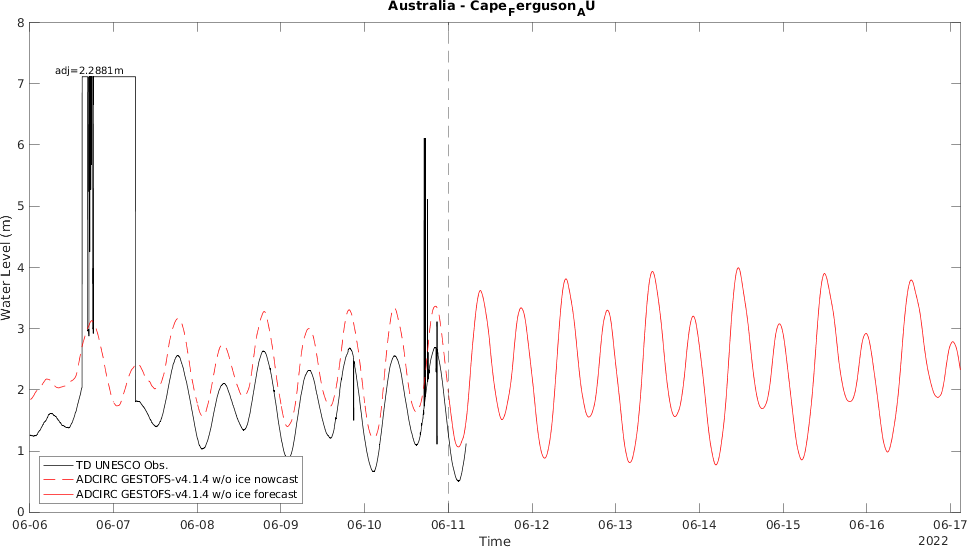 Australia - Cape_Ferguson_AU
8
adj=2.2881m
7
6
5
4
3
2
1
0
Water Level (m)
TD UNESCO Obs.
ADCIRC GESTOFS-v4.1.4 w/o ice nowcast
ADCIRC GESTOFS-v4.1.4 w/o ice forecast
06-06 06-07 06-08 06-09 06-10 06-11 06-12 06-13 06-14 06-15 06-16 06-17
Time
2022